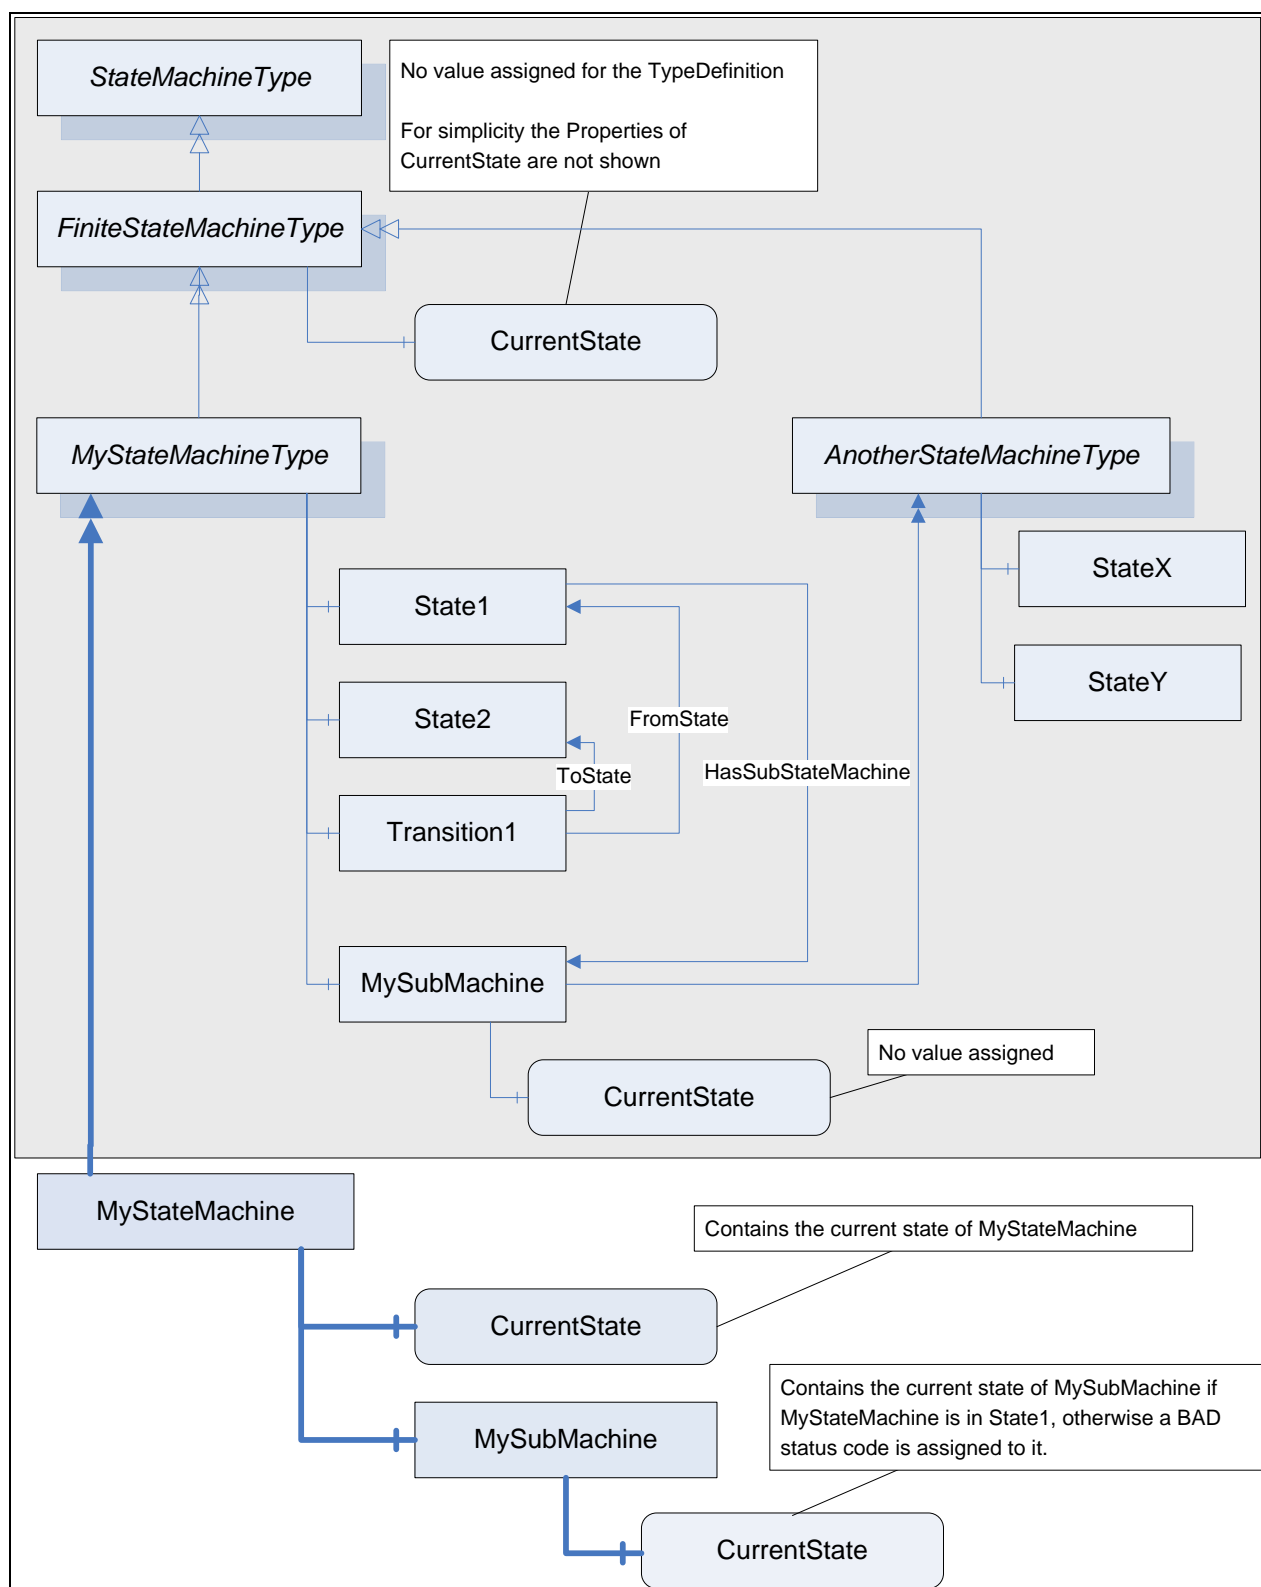 StateMachineType
No value assigned for the TypeDefinition
For simplicity the Properties of
CurrentState are not shown
FiniteStateMachineType
CurrentState
MyStateMachineType
AnotherStateMachineType
StateX
State1
StateY
State2
FromState
ToState
HasSubStateMachine
Transition1
MySubMachine
No value assigned
CurrentState
MyStateMachine
Contains the current state of MyStateMachine
CurrentState
Contains the current state of MySubMachine if
MyStateMachine is in State1, otherwise a BAD
status code is assigned to it.
MySubMachine
CurrentState